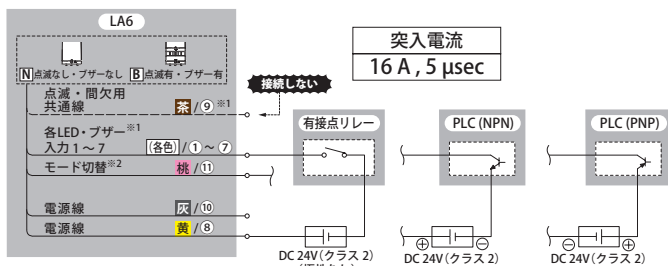 LA6
N 点滅なし・ブザーなし B 点滅有・ブザー有
点滅・間欠用
共通線 茶 / ⑨ ※1
接続しない
各LED・ブザー※1
入力 1 ~ 7 (各色) / ① ~ ⑦
モード切替※2 桃 / ⑪
電源線 灰 / ⑩
電源線 黄 / ⑧
突入電流
16 A , 5 μsec
有接点リレー
PLC (NPN)
PLC (PNP)
⊕ ⊖
⊖ ⊕
DC 24V(クラス 2)
DC 24V(クラス 2)
DC 24V(クラス 2)